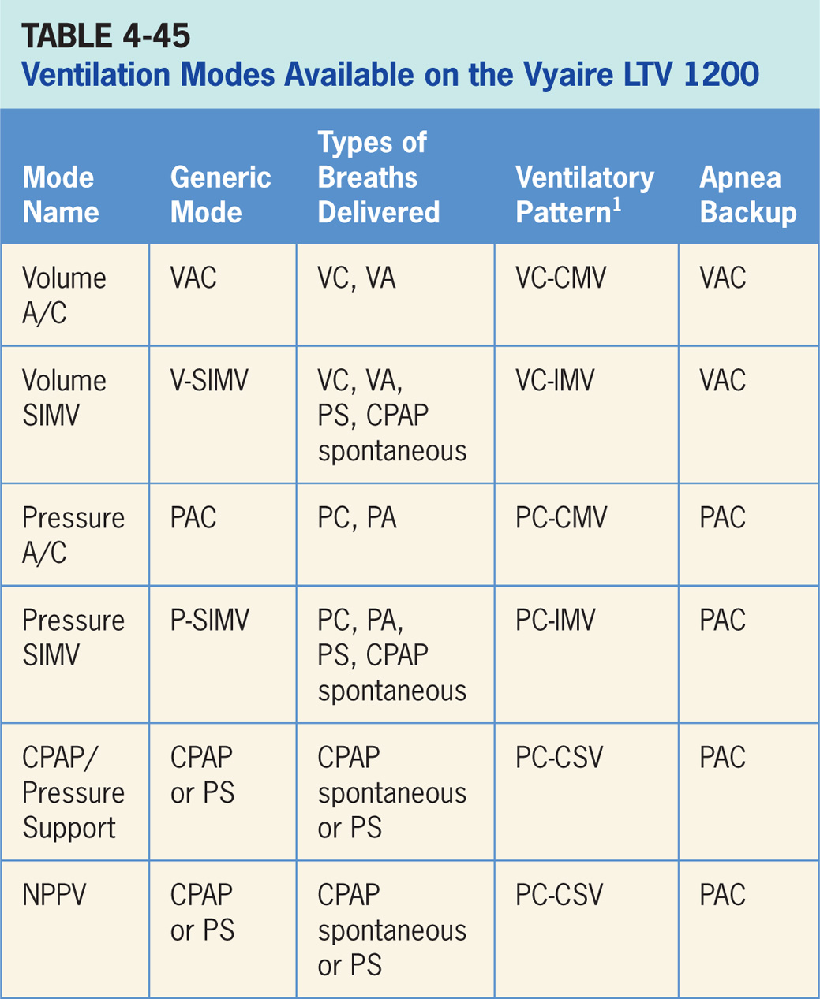 TABLE 4-45
Ventilation Modes Available on the Vyaire LTV 1200
Mode Name | Generic Mode | Types of Breaths Delivered | Ventilatory Pattern¹ | Apnea Backup
Volume A/C | VAC | VC, VA | VC-CMV | VAC
Volume SIMV | V-SIMV | VC, VA, PS, CPAP spontaneous | VC-IMV | VAC
Pressure A/C | PAC | PC, PA | PC-CMV | PAC
Pressure SIMV | P-SIMV | PC, PA, PS, CPAP spontaneous | PC-IMV | PAC
CPAP/ Pressure Support | CPAP or PS | CPAP spontaneous or PS | PC-CSV | PAC
NPPV | CPAP or PS | CPAP spontaneous or PS | PC-CSV | PAC